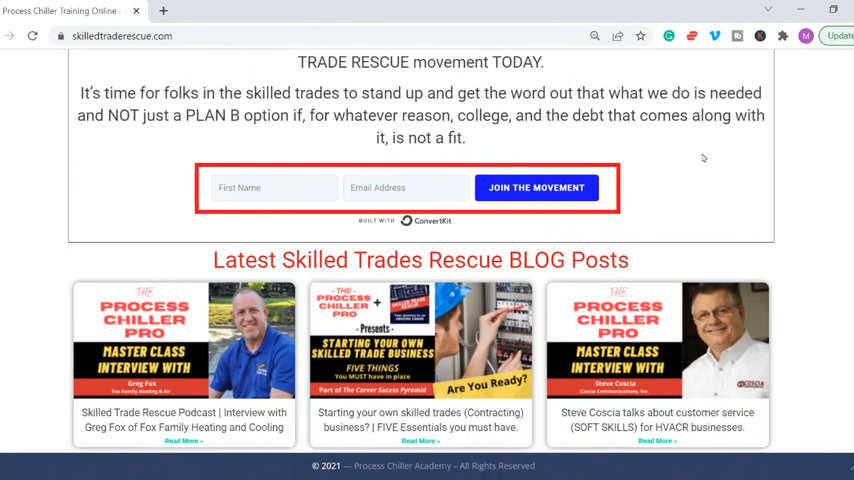 Process Chiller Training Online -
skilledtraderescue.com
Update
TRADE RESCUE movement TODAY.
It's time for folks in the skilled trades to stand up and get the word out that what we do is needed
and NOT just a PLAN B option if, for whatever reason, college, and the debt that comes along with
it, is not a fit.
First Name
Email Address
JOIN THE MOVEMENT
BUILT WITH ConvertKit
Latest Skilled Trades Rescue BLOG Posts
THE
PROCESS
CHILLER
PRO
MASTER CLASS
INTERVIEW WITH
Greg Fox
Fox Family Heating & Air
Skilled Trade Rescue Podcast | Interview with
Greg Fox of Fox Family Heating and Cooling
Read More »
- THE -
PROCESS
CHILLER
PRO
+
SKILLED TRADE
RESCUE
- Presents -
STARTING YOUR OWN
SKILLED TRADE BUSINESS
FIVE THINGS
You MUST have in place
Part of The Career Sucess Pyramid
Are You Ready?
Starting your own skilled trades (Contracting)
business? | FIVE Essentials you must have.
Read More »
THE
PROCESS
CHILLER
PRO
MASTER CLASS
INTERVIEW WITH
Steve Coscia
Coscia Communications, Inc.
COSCIA
Steve Coscia talks about customer service
(SOFT SKILLS) for HVACR businesses.
Read More »
© 2021 — Process Chiller Academy – All Rights Reserved